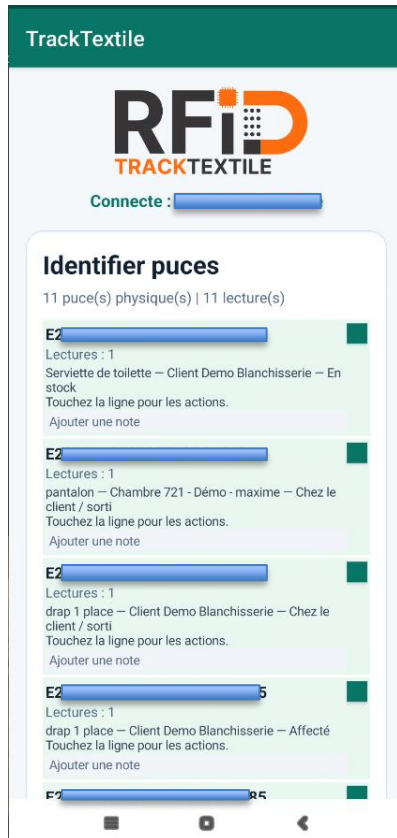 TrackTextile
RFiD
TRACKTEXTILE
Connecte :
Identifier puces
11 puce(s) physique(s) | 11 lecture(s)
E2
Lectures : 1
Serviette de toilette — Client Demo Blanchisserie — En
stock
Touchez la ligne pour les actions.
Ajouter une note
E2
Lectures : 1
pantalon — Chambre 721 - Démo - maxime — Chez le
client / sorti
Touchez la ligne pour les actions.
Ajouter une note
E2
Lectures : 1
drap 1 place — Client Demo Blanchisserie — Chez le
client / sorti
Touchez la ligne pour les actions.
Ajouter une note
E2 5
Lectures : 1
drap 1 place — Client Demo Blanchisserie — Affecté
Touchez la ligne pour les actions.
Ajouter une note
E2 85